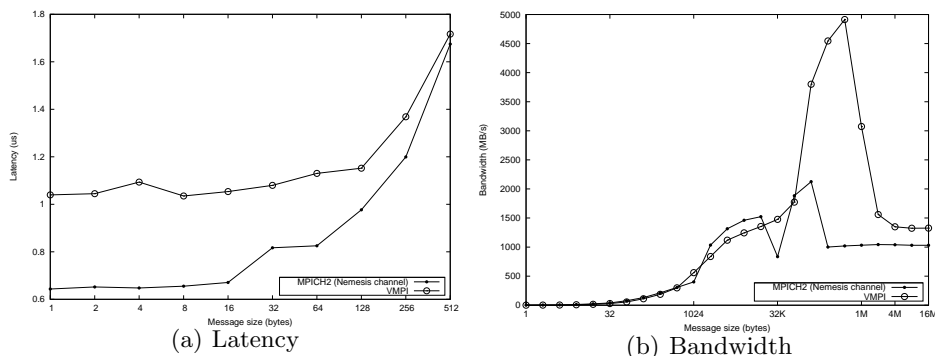 1.8
1.6
1.4
1.2
1
0.8
0.6
Latency (us)
1 2 4 8 16 32 64 128 256 512
Message size (bytes)
MPICH2 (Nemesis channel)
VMPI
(a) Latency
5000
4500
4000
3500
3000
2500
2000
1500
1000
500
0
Bandwidth (MB/s)
1 32 1024 32K 1M 4M 16M
Message size (bytes)
MPICH2 (Nemesis channel)
VMPI
(b) Bandwidth